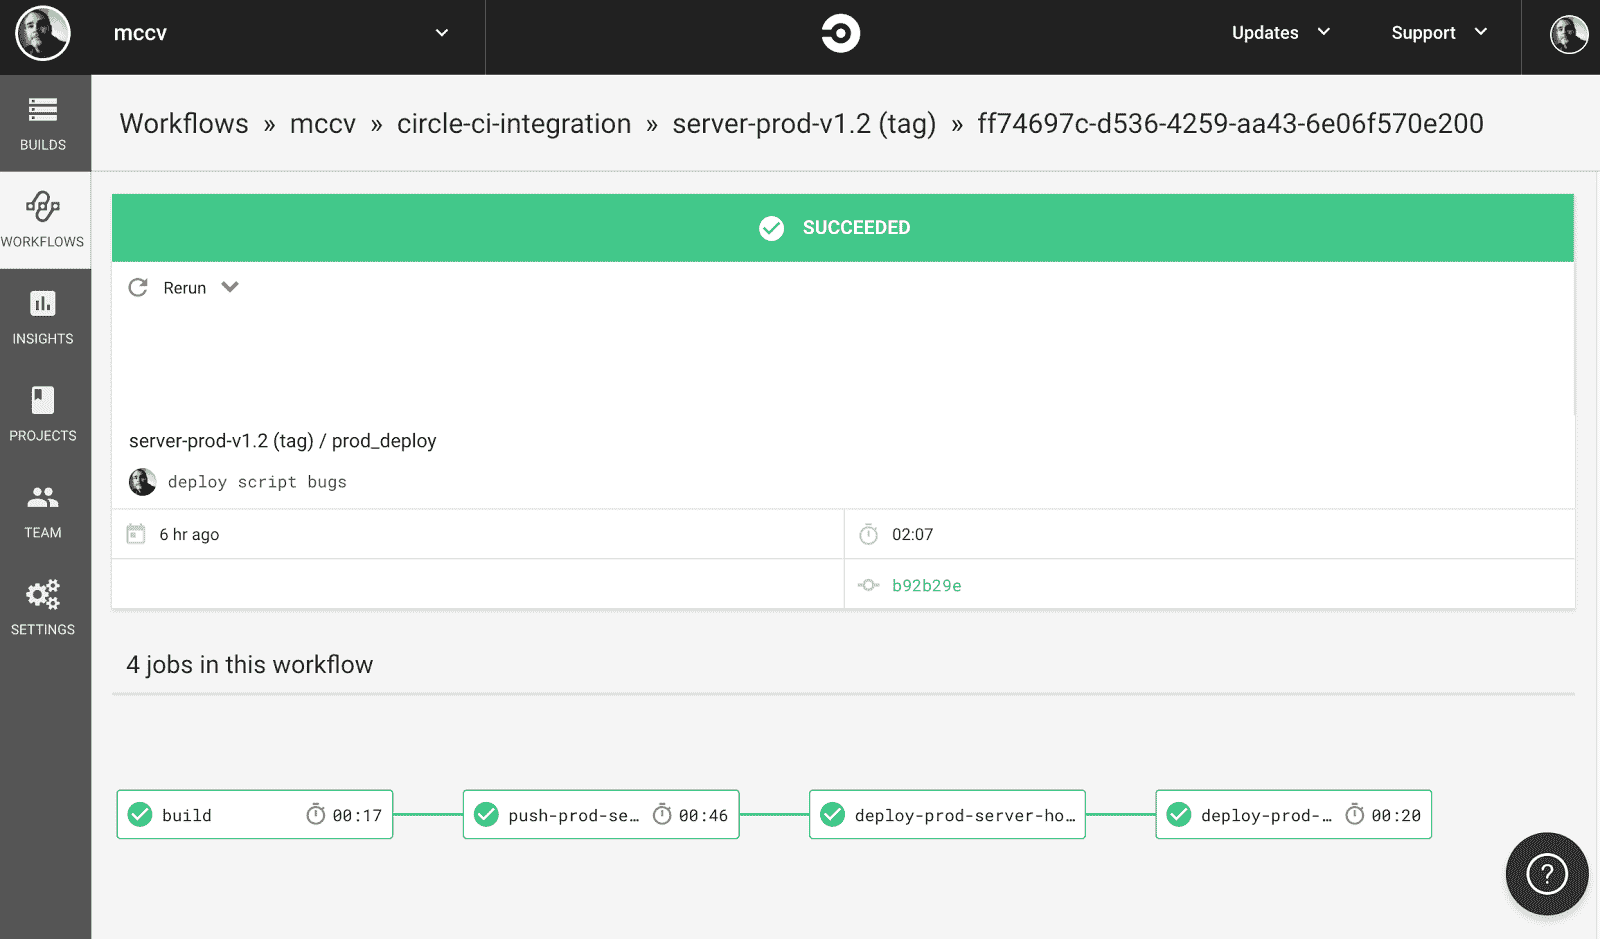 mccv
Updates
Support
BUILDS
WORKFLOWS
INSIGHTS
PROJECTS
TEAM
SETTINGS
Workflows » mccv » circle-ci-integration » server-prod-v1.2 (tag) » ff74697c-d536-4259-aa43-6e06f570e200
SUCCEEDED
Rerun
server-prod-v1.2 (tag) / prod_deploy
deploy script bugs
6 hr ago
02:07
b92b29e
4 jobs in this workflow
build 00:17
push-prod-se… 00:46
deploy-prod-server-ho…
deploy-prod-… 00:20
?